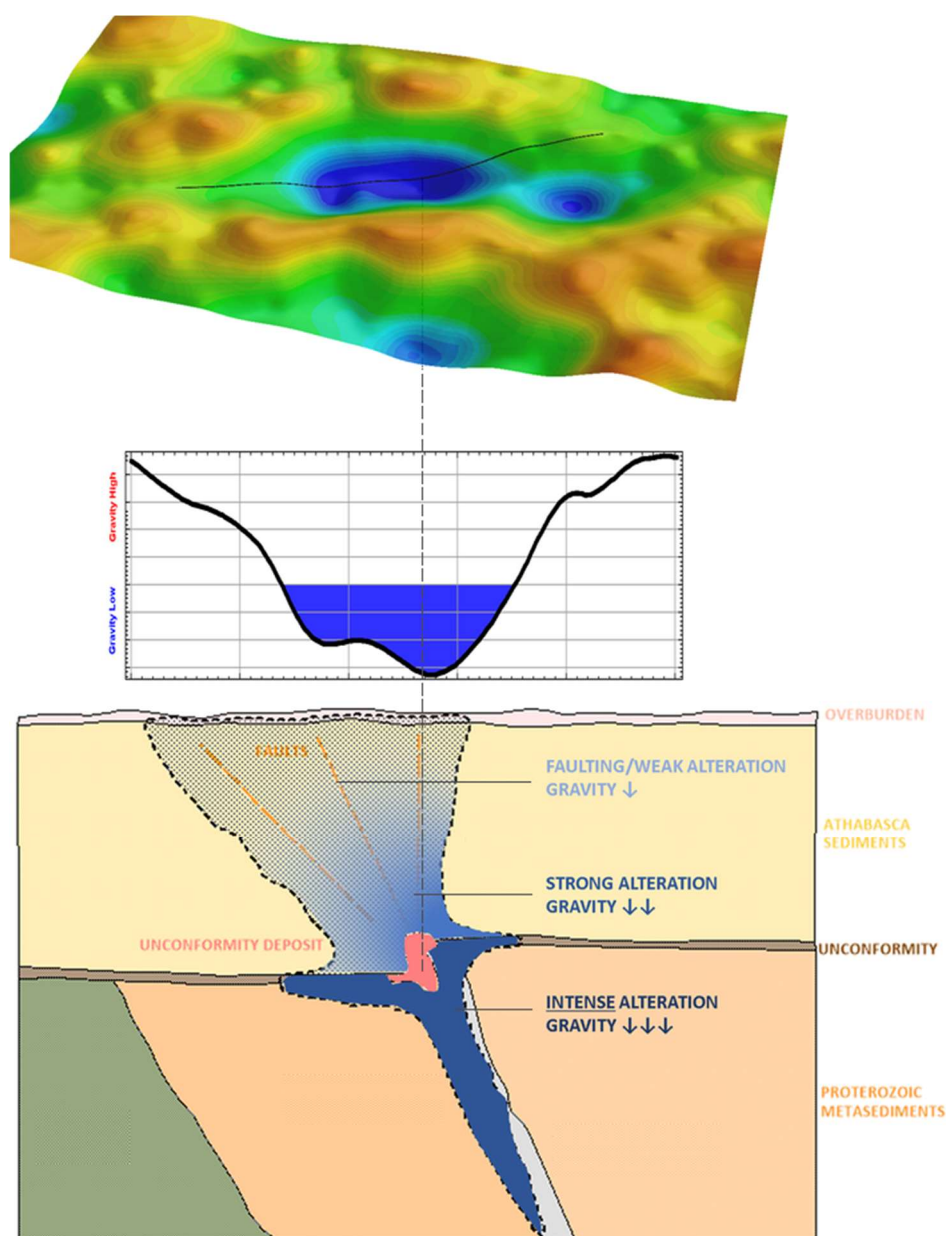 Gravity High
Gravity Low
OVERBURDEN
FAULTS
FAULTING/WEAK ALTERATION
GRAVITY ↓
ATHABASCA
SEDIMENTS
STRONG ALTERATION
GRAVITY ↓↓
UNCONFORMITY DEPOSIT
UNCONFORMITY
INTENSE ALTERATION
GRAVITY ↓↓↓
PROTEROZOIC
METASEDIMENTS